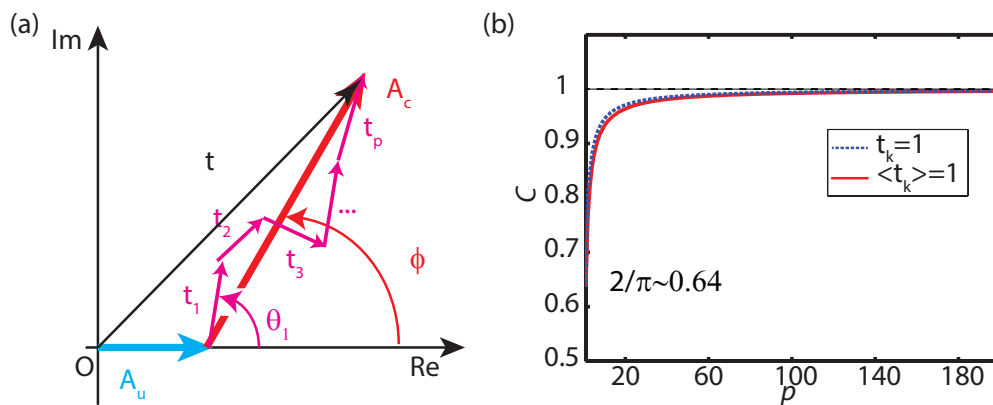 (a)
Im
A_c
t_p
t
t_2
...
t_3
ϕ
t_1
θ_1
O
A_u
Re
(b)
C
1
0.9
0.8
0.7
0.6
0.5
t_k=1
<t_k>=1
2/π~0.64
20
60
100
140
180
p